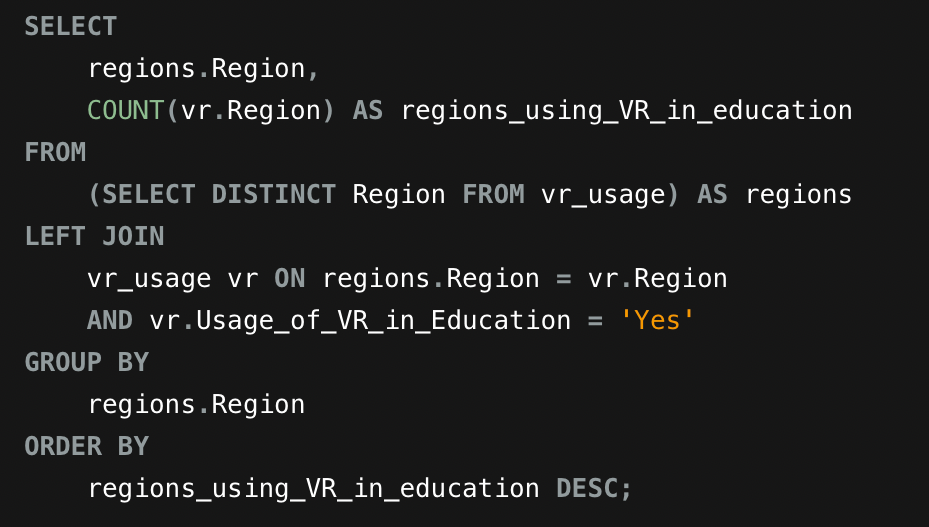 SELECT
    regions.Region,
    COUNT(vr.Region) AS regions_using_VR_in_education
FROM
    (SELECT DISTINCT Region FROM vr_usage) AS regions
LEFT JOIN
    vr_usage vr ON regions.Region = vr.Region
    AND vr.Usage_of_VR_in_Education = 'Yes'
GROUP BY
    regions.Region
ORDER BY
    regions_using_VR_in_education DESC;